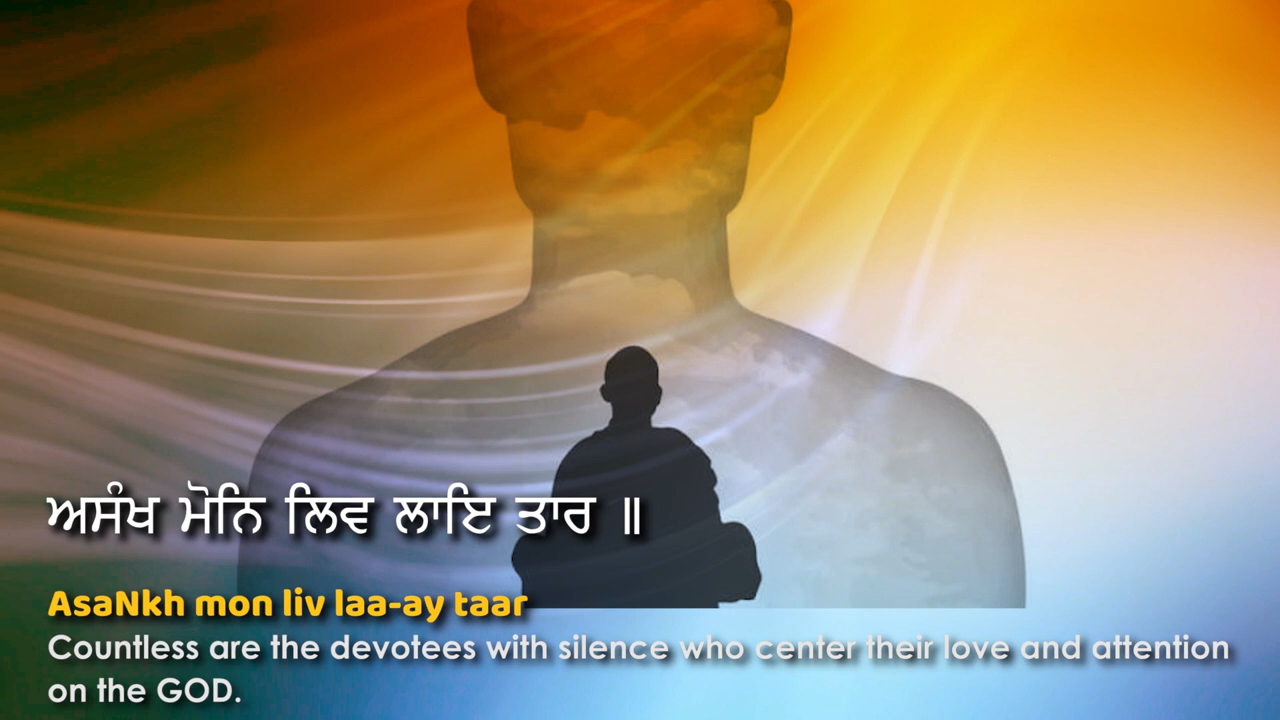 ਅਸੰਖ ਮੋਨਿ ਲਿਵ ਲਾਇ ਤਾਰ ॥
AsaNkh mon liv laa-ay taar
Countless are the devotees with silence who center their love and attention
on the GOD.